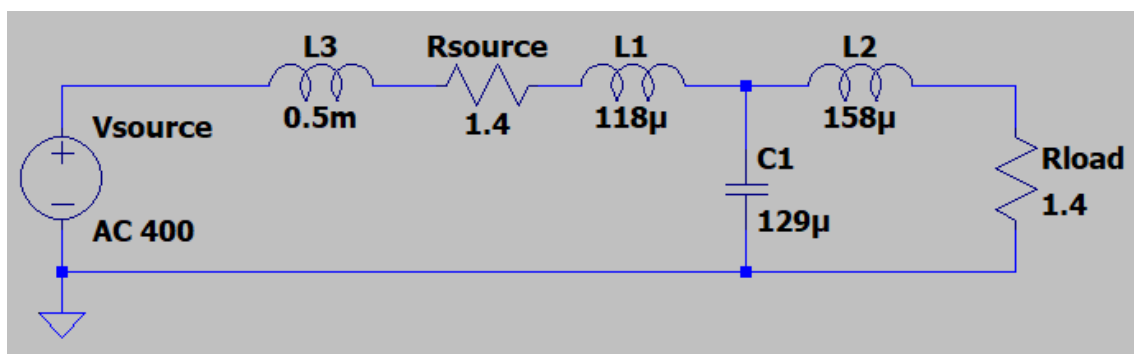 L3
Rsource
L1
L2
0.5m
1.4
118µ
158µ
Vsource
AC 400
C1
129µ
Rload
1.4